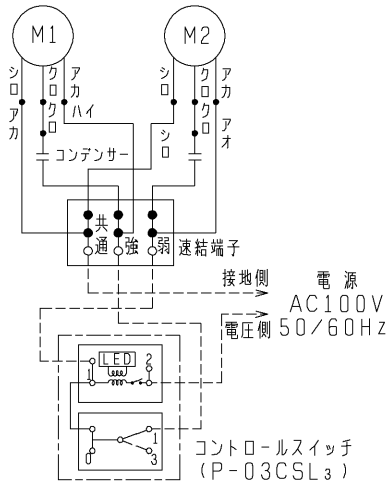 M1
M2
シロ
クロ
アカ
シロ
クロ
アカ
アカ
クロ
ハイ
シロ
クロ
アオ
コンデンサー
共通
強
弱
速結端子
接地側
電源
AC100V
電圧側
50/60Hz
LED
1
2
0
1
3
コントロールスイッチ
(P-03CSL₃)